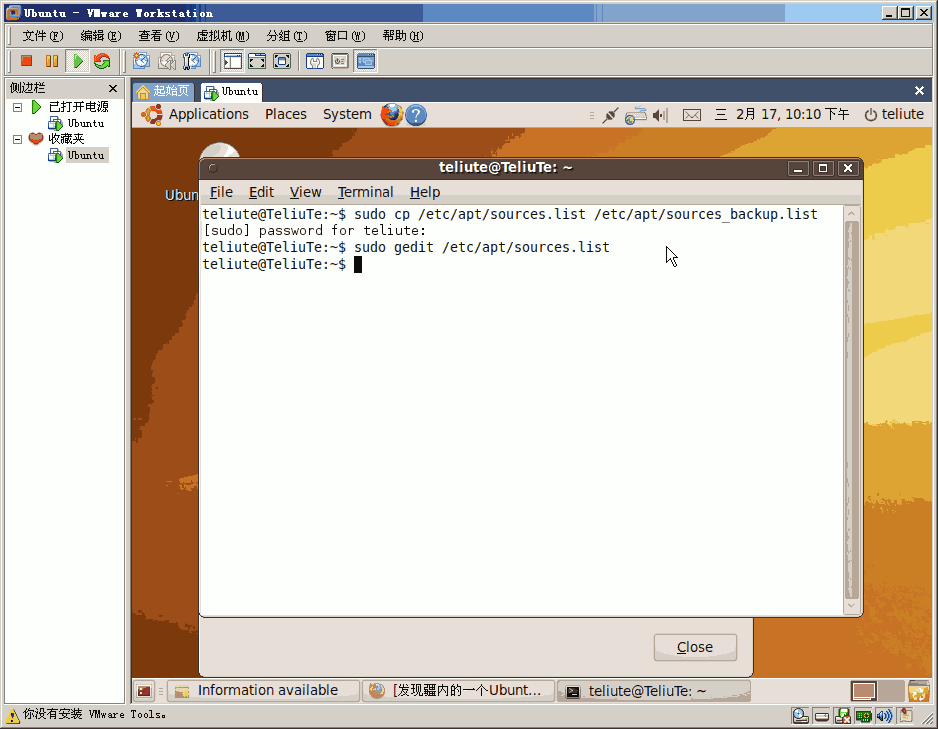 Ubuntu - VMware Workstation
文件(F) 编辑(E) 查看(V) 虚拟机(M) 分组(T) 窗口(W) 帮助(H)
侧边栏
起始页 Ubuntu
已打开电源
Ubuntu
收藏夹
Ubuntu
Applications Places System 三 2月 17, 10:10 下午 teliute
Ubun
teliute@TeliuTe: ~
File Edit View Terminal Help
teliute@TeliuTe:~$ sudo cp /etc/apt/sources.list /etc/apt/sources_backup.list
[sudo] password for teliute:
teliute@TeliuTe:~$ sudo gedit /etc/apt/sources.list
teliute@TeliuTe:~$
Close
Information available [发现疆内的一个Ubunt... teliute@TeliuTe: ~
你没有安装 VMware Tools。